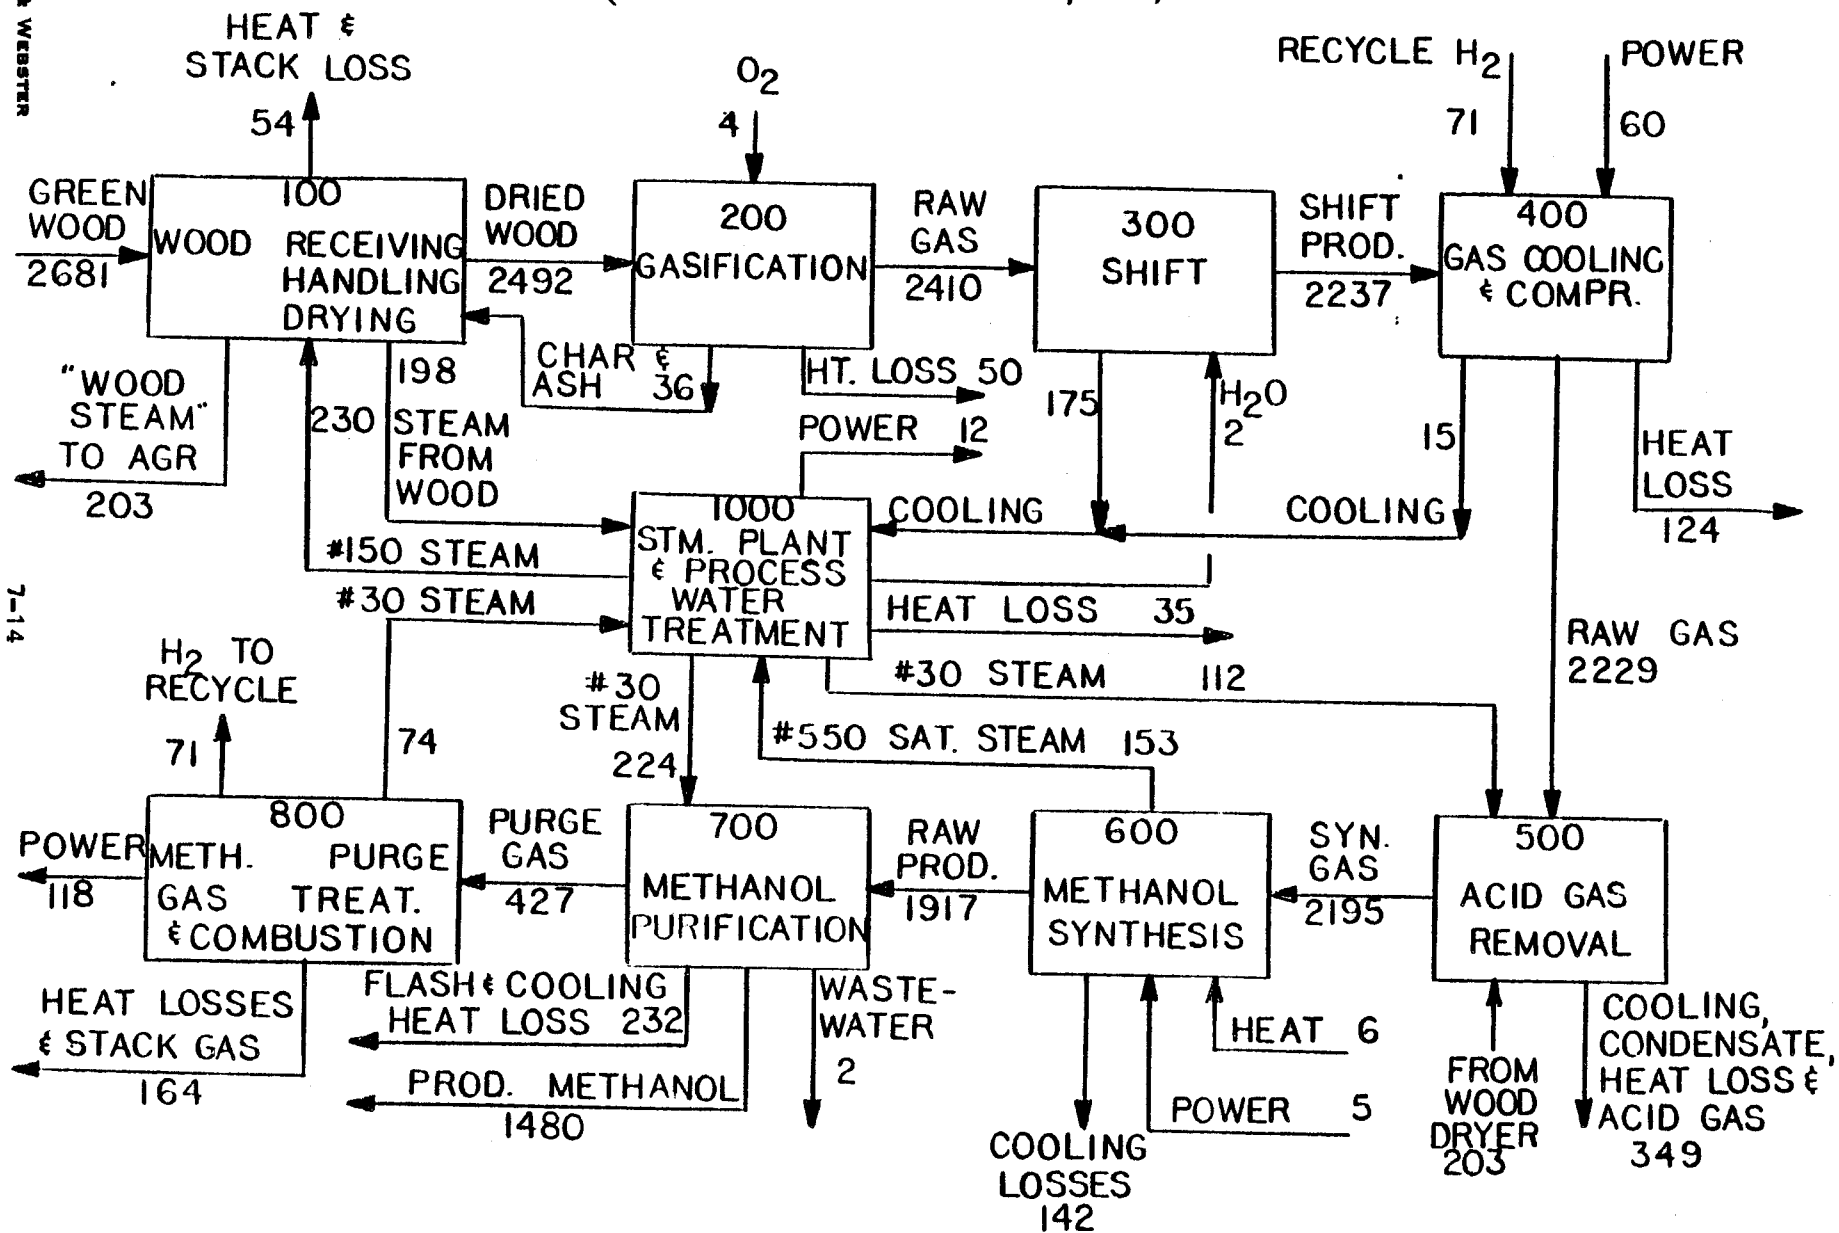 & WEBSTER
7-14
HEAT &
STACK LOSS
54
O2
4
RECYCLE H2
71
POWER
60
GREEN
WOOD
2681
100
WOOD RECEIVING
HANDLING
DRYING
DRIED
WOOD
2492
200
GASIFICATION
RAW
GAS
2410
300
SHIFT
SHIFT
PROD.
2237
400
GAS COOLING
& COMPR.
"WOOD
STEAM"
TO AGR
203
230
198
STEAM
FROM
WOOD
CHAR &
ASH 36
HT. LOSS 50
POWER 12
175
H2O
2
15
HEAT
LOSS
124
1000
STM. PLANT
& PROCESS
WATER
TREATMENT
COOLING
COOLING
#150 STEAM
#30 STEAM
HEAT LOSS 35
#30 STEAM 112
RAW GAS
2229
H2 TO
RECYCLE
71
74
#30
STEAM
224
#550 SAT. STEAM 153
POWER
118
800
METH. PURGE
GAS TREAT.
& COMBUSTION
PURGE
GAS
427
700
METHANOL
PURIFICATION
RAW
PROD.
1917
600
METHANOL
SYNTHESIS
SYN.
GAS
2195
500
ACID GAS
REMOVAL
HEAT LOSSES
& STACK GAS
164
FLASH & COOLING
HEAT LOSS 232
PROD. METHANOL
1480
WASTE-
WATER
2
COOLING
LOSSES
142
HEAT 6
POWER 5
FROM
WOOD
DRYER
203
COOLING,
CONDENSATE,
HEAT LOSS &
ACID GAS
349